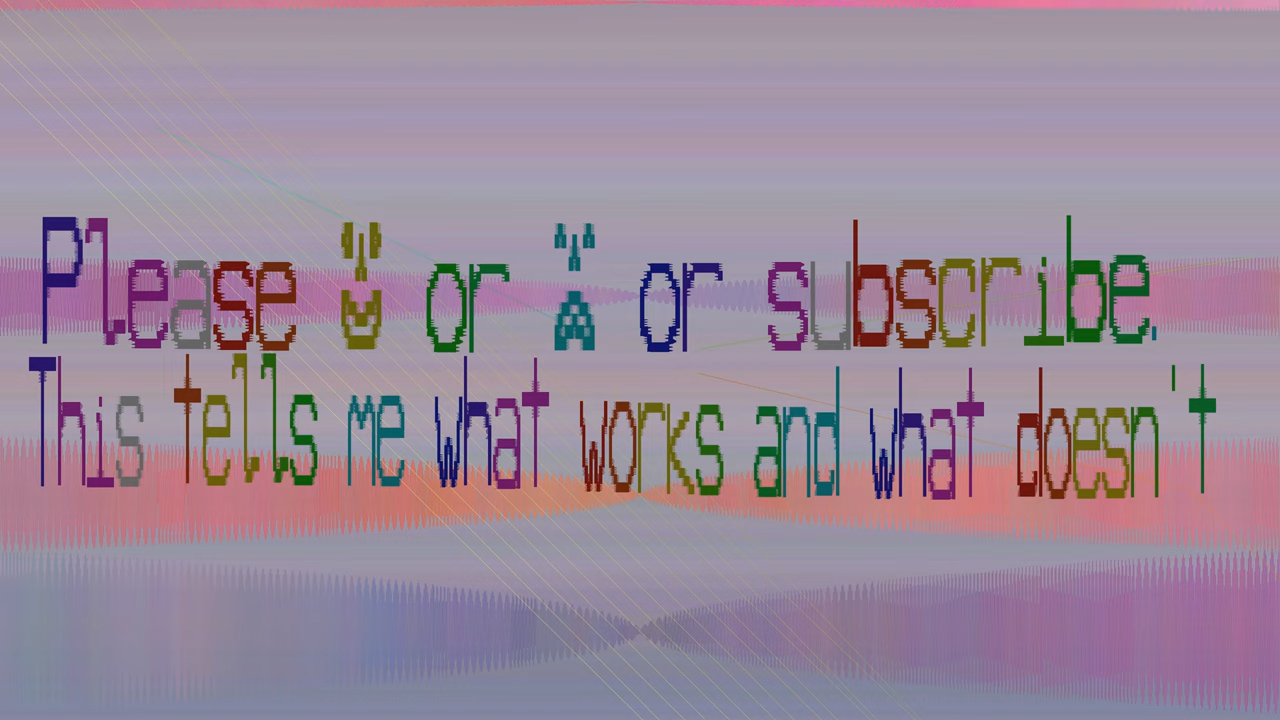 Please or or subscribe.
This tells me what works and what doesn't